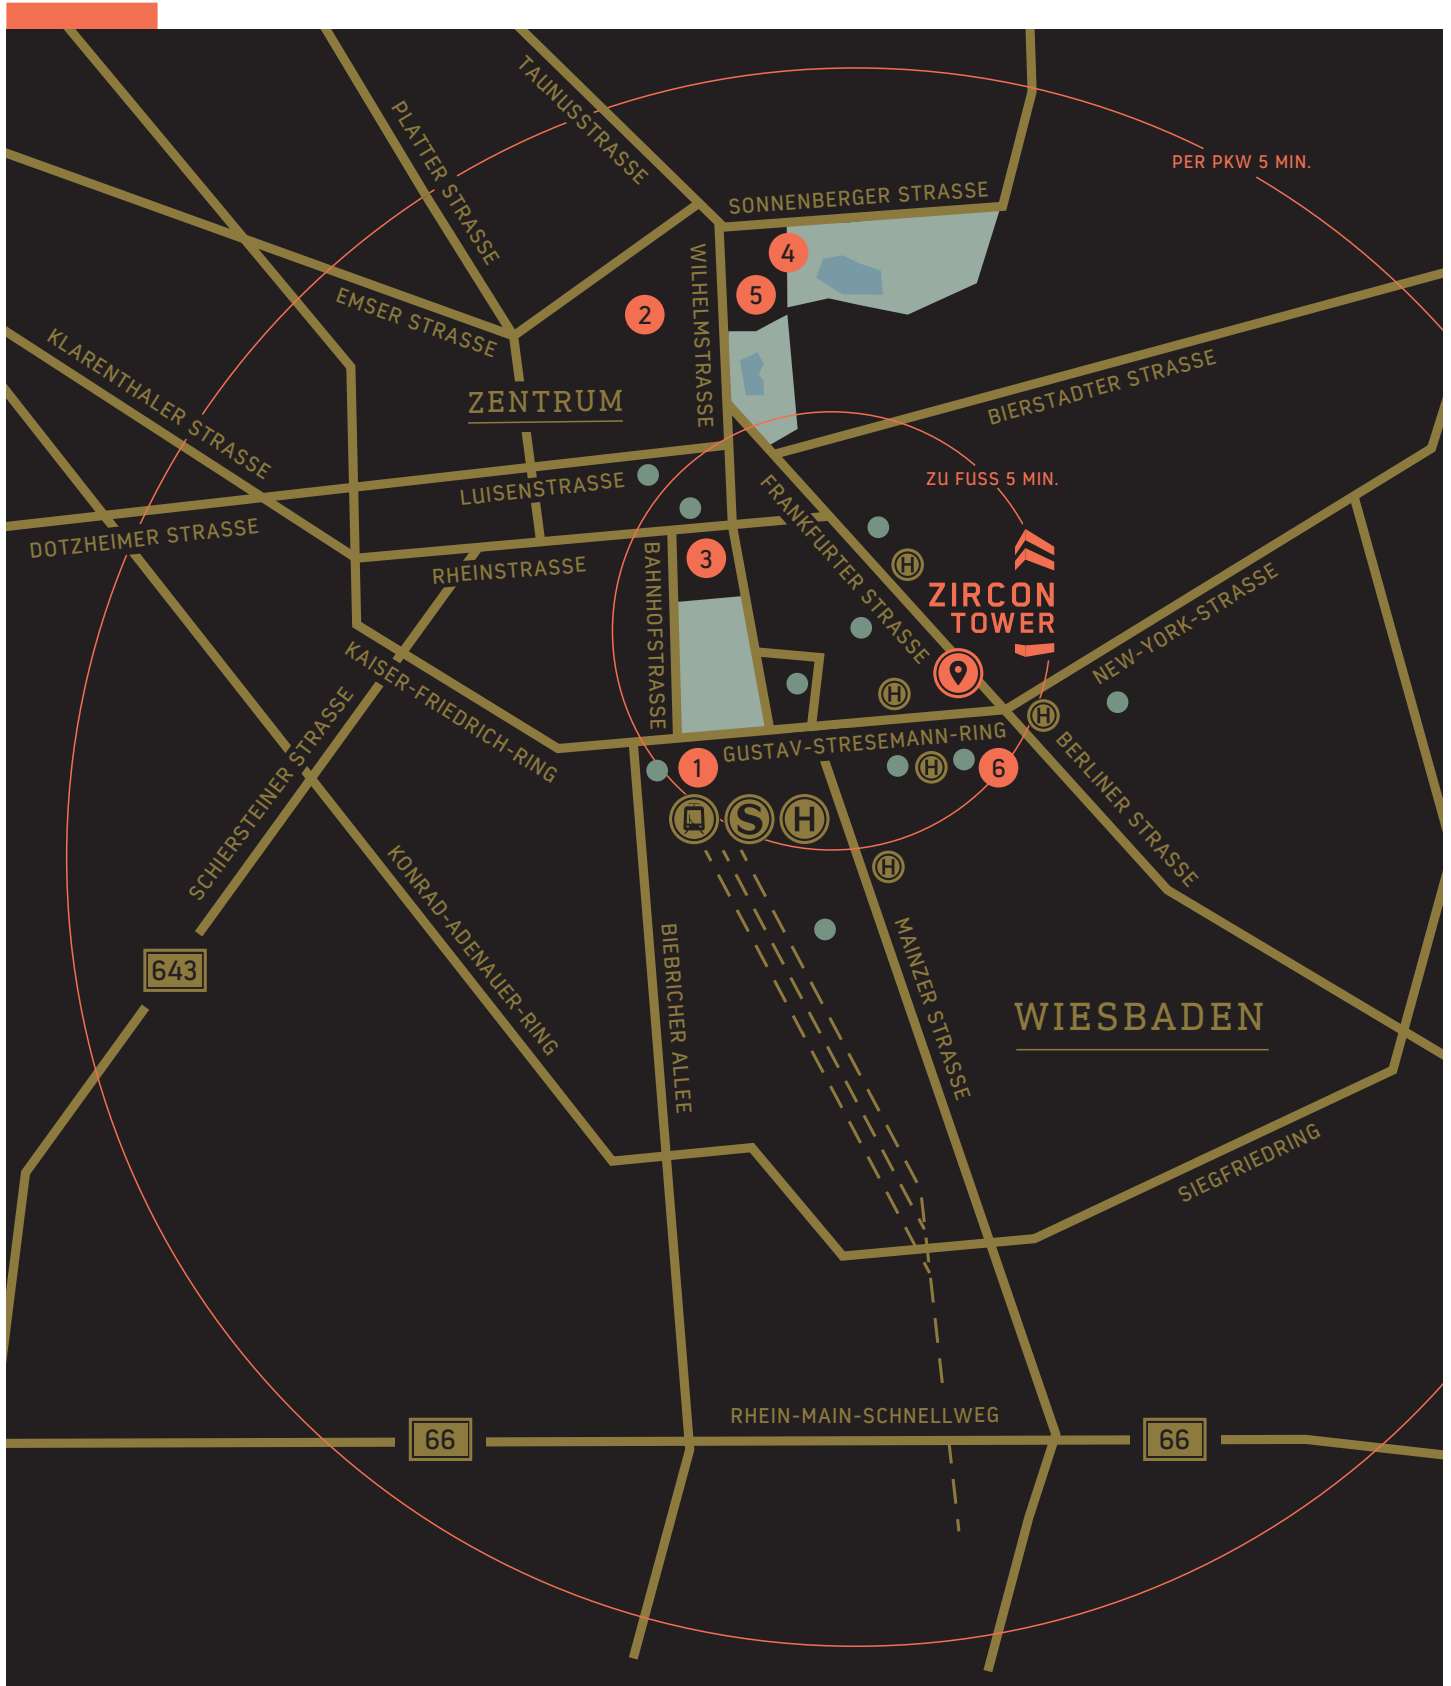 TAUNUSSTRASSE
PLATTER STRASSE
PER PKW 5 MIN.
SONNENBERGER STRASSE
4
WILHELMSTRASSE
5
2
EMSER STRASSE
KLARENTHALER STRASSE
BIERSTADTER STRASSE
ZENTRUM
LUISENSTRASSE
ZU FUSS 5 MIN.
DOTZHEIMER STRASSE
FRANKFURTER STRASSE
RHEINSTRASSE
BAHNHOFSTRASSE
3
H
ZIRCON
TOWER
NEW-YORK-STRASSE
KAISER-FRIEDRICH-RING
H
H
SCHIERSTEINER STRASSE
GUSTAV-STRESEMANN-RING
1
H
6
BERLINER STRASSE
S
H
H
KONRAD-ADENAUER-RING
643
BIEBRICHER ALLEE
MAINZER STRASSE
WIESBADEN
SIEGFRIEDRING
RHEIN-MAIN-SCHNELLWEG
66
66